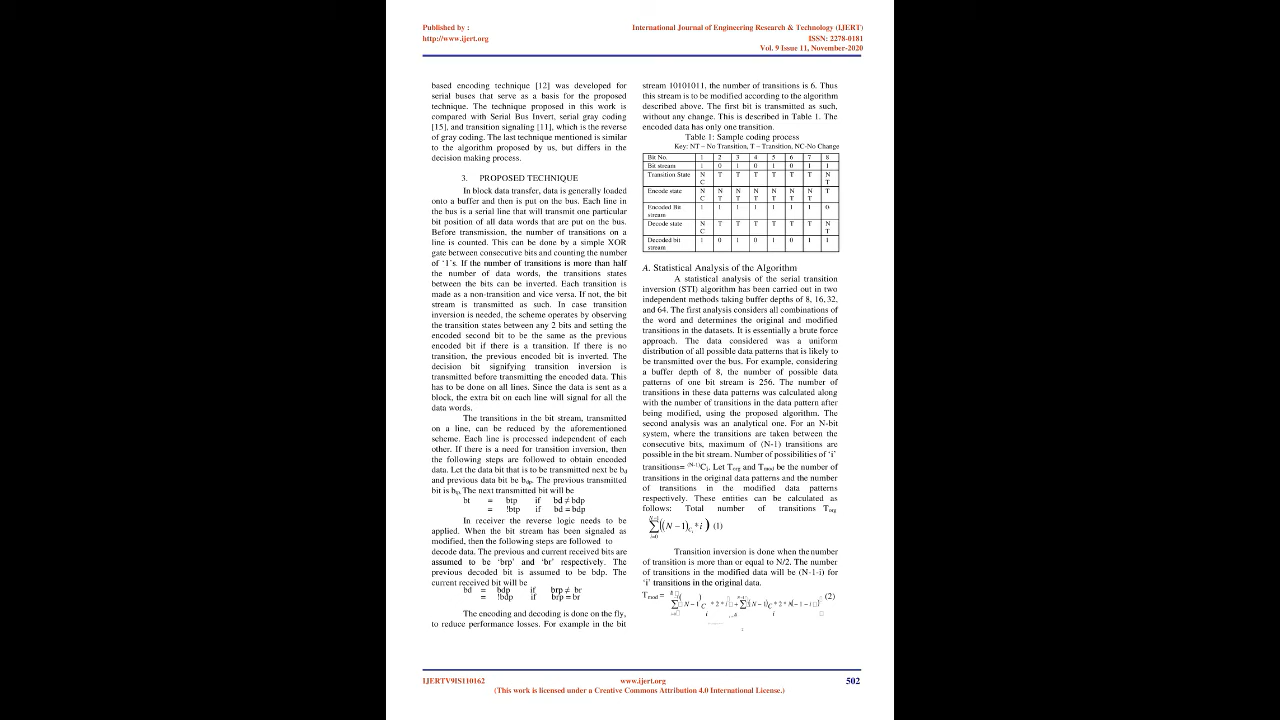 Published by :
http://www.ijert.org
International Journal of Engineering Research & Technology (IJERT)
ISSN: 2278-0181
Vol. 9 Issue 11, November-2020
based encoding technique [12] was developed for
serial buses that serve as a basis for the proposed
technique. The technique proposed in this work is
compared with Serial Bus Invert, serial gray coding
[15], and transition signaling [11], which is the reverse
of gray coding. The last technique mentioned is similar
to the algorithm proposed by us, but differs in the
decision making process.
3. PROPOSED TECHNIQUE
In block data transfer, data is generally loaded
onto a buffer and then is put on the bus. Each line in
the bus is a serial line that will transmit one particular
bit position of all data words that are put on the bus.
Before transmission, the number of transitions on a
line is counted. This can be done by a simple XOR
gate between consecutive bits and counting the number
of ‘1’s. If the number of transitions is more than half
the number of data words, the transitions states
between the bits can be inverted. Each transition is
made as a non-transition and vice versa. If not, the bit
stream is transmitted as such. In case transition
inversion is needed, the scheme operates by observing
the transition states between any 2 bits and setting the
encoded second bit to be the same as the previous
encoded bit if there is a transition. If there is no
transition, the previous encoded bit is inverted. The
decision bit signifying transition inversion is
transmitted before transmitting the encoded data. This
has to be done on all lines. Since the data is sent as a
block, the extra bit on each line will signal for all the
data words.
The transitions in the bit stream, transmitted
on a line, can be reduced by the aforementioned
scheme. Each line is processed independent of each
other. If there is a need for transition inversion, then
the following steps are followed to obtain encoded
data. Let the data bit that is to be transmitted next be bd
and previous data bit be bdp. The previous transmitted
bit is btp. The next transmitted bit will be
bt = btp if bd ≠ bdp
= !btp if bd = bdp
In receiver the reverse logic needs to be
applied. When the bit stream has been signaled as
modified, then the following steps are followed to
decode data. The previous and current received bits are
assumed to be ‘brp’ and ‘br’ respectively. The
previous decoded bit is assumed to be bdp. The
current received bit will be
bd = bdp if brp ≠ br
= !bdp if brp = br
The encoding and decoding is done on the fly,
to reduce performance losses. For example in the bit
stream 10101011, the number of transitions is 6. Thus
this stream is to be modified according to the algorithm
described above. The first bit is transmitted as such,
without any change. This is described in Table 1. The
encoded data has only one transition.
Table 1: Sample coding process
Key: NT – No Transition, T – Transition, NC-No Change
Bit No. 1 2 3 4 5 6 7 8
Bit stream 1 0 1 0 1 0 1 1
Transition State NC T T T T T T NT
Encode state NC NT NT NT NT NT NT T
Encoded Bit stream 1 1 1 1 1 1 1 0
Decode state NC T T T T T T NT
Decoded bit stream 1 0 1 0 1 0 1 1
A. Statistical Analysis of the Algorithm
A statistical analysis of the serial transition
inversion (STI) algorithm has been carried out in two
independent methods taking buffer depths of 8, 16, 32,
and 64. The first analysis considers all combinations of
the word and determines the original and modified
transitions in the datasets. It is essentially a brute force
approach. The data considered was a uniform
distribution of all possible data patterns that is likely to
be transmitted over the bus. For example, considering
a buffer depth of 8, the number of possible data
patterns of one bit stream is 256. The number of
transitions in these data patterns was calculated along
with the number of transitions in the data pattern after
being modified, using the proposed algorithm. The
second analysis was an analytical one. For an N-bit
system, where the transitions are taken between the
consecutive bits, maximum of (N-1) transitions are
possible in the bit stream. Number of possibilities of ‘i’
transitions= (N-1)Ci. Let Torg and Tmod be the number of
transitions in the original data patterns and the number
of transitions in the modified data patterns
respectively. These entities can be calculated as
follows: Total number of transitions Torg
N−1 ∑ i=0 ((N − 1)Ci * i ) (1)
Transition inversion is done when the number
of transition is more than or equal to N/2. The number
of transitions in the modified data will be (N-1-i) for
‘i’ transitions in the original data.
Tmod = (2)
IJERTV9IS110162
www.ijert.org
(This work is licensed under a Creative Commons Attribution 4.0 International License.)
502